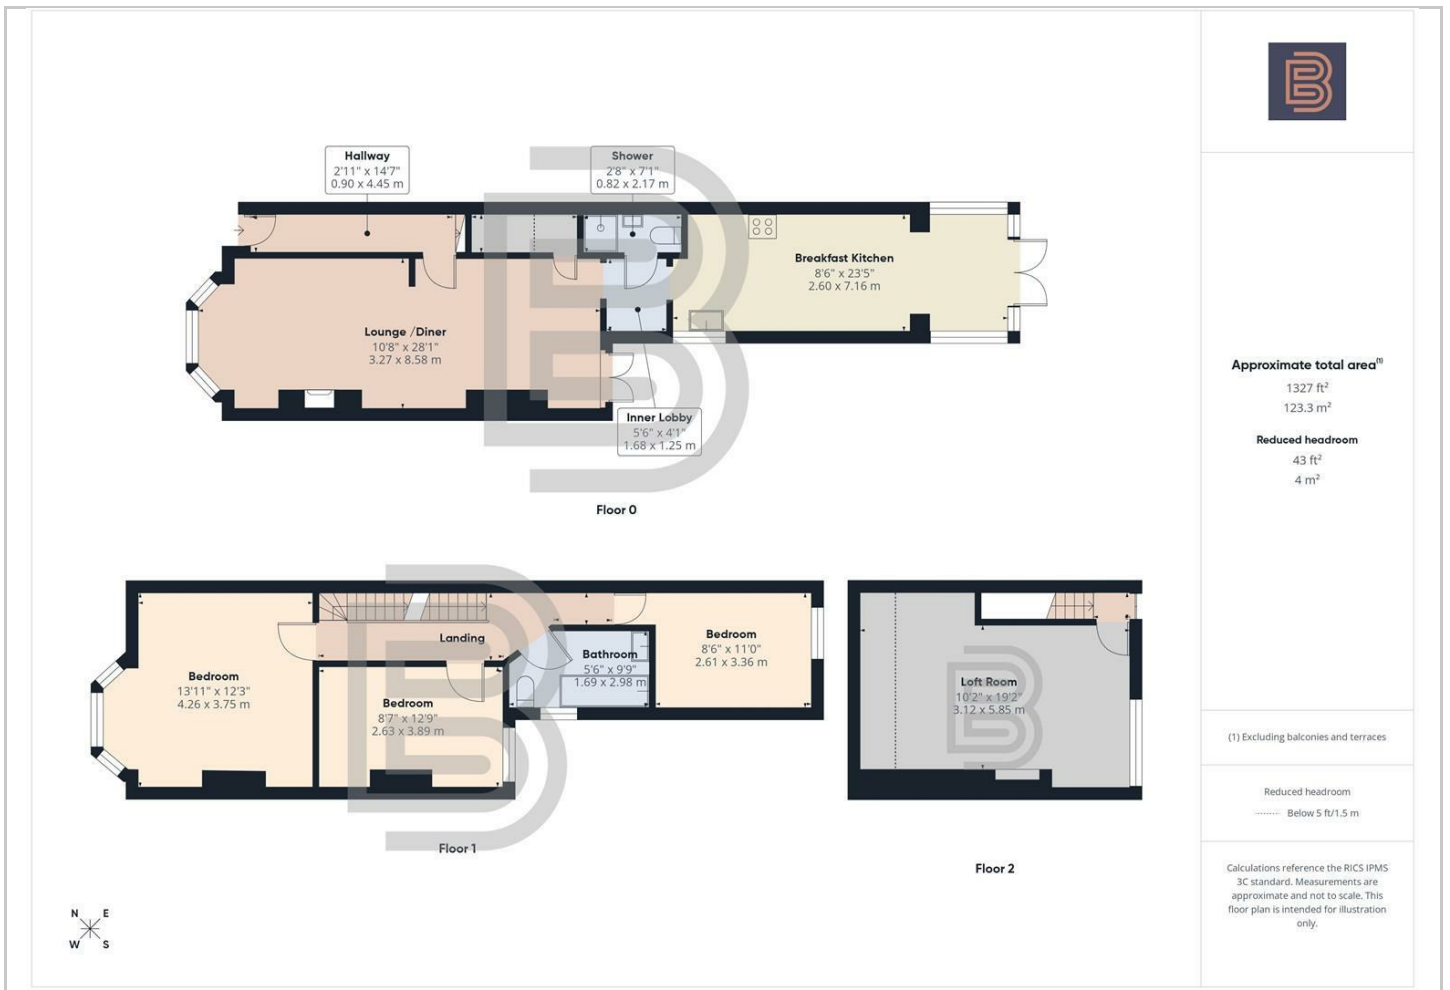 Hallway
2'11" x 14'7"
0.90 x 4.45 m
Shower
2'8" x 7'1"
0.82 x 2.17 m
Breakfast Kitchen
8'6" x 23'5"
2.60 x 7.16 m
Lounge /Diner
10'8" x 28'1"
3.27 x 8.58 m
Inner Lobby
5'6" x 4'1"
1.68 x 1.25 m
Floor 0
Landing
Bedroom
13'11" x 12'3"
4.26 x 3.75 m
Bedroom
8'7" x 12'9"
2.63 x 3.89 m
Bathroom
5'6" x 9'9"
1.69 x 2.98 m
Bedroom
8'6" x 11'0"
2.61 x 3.36 m
Floor 1
Loft Room
10'2" x 19'2"
3.12 x 5.85 m
Floor 2
N E
W S
B
Approximate total area(1)
1327 ft²
123.3 m²
Reduced headroom
43 ft²
4 m²
(1) Excluding balconies and terraces
Reduced headroom
Below 5 ft/1.5 m
Calculations reference the RICS IPMS
3C standard. Measurements are
approximate and not to scale. This
floor plan is intended for illustration
only.